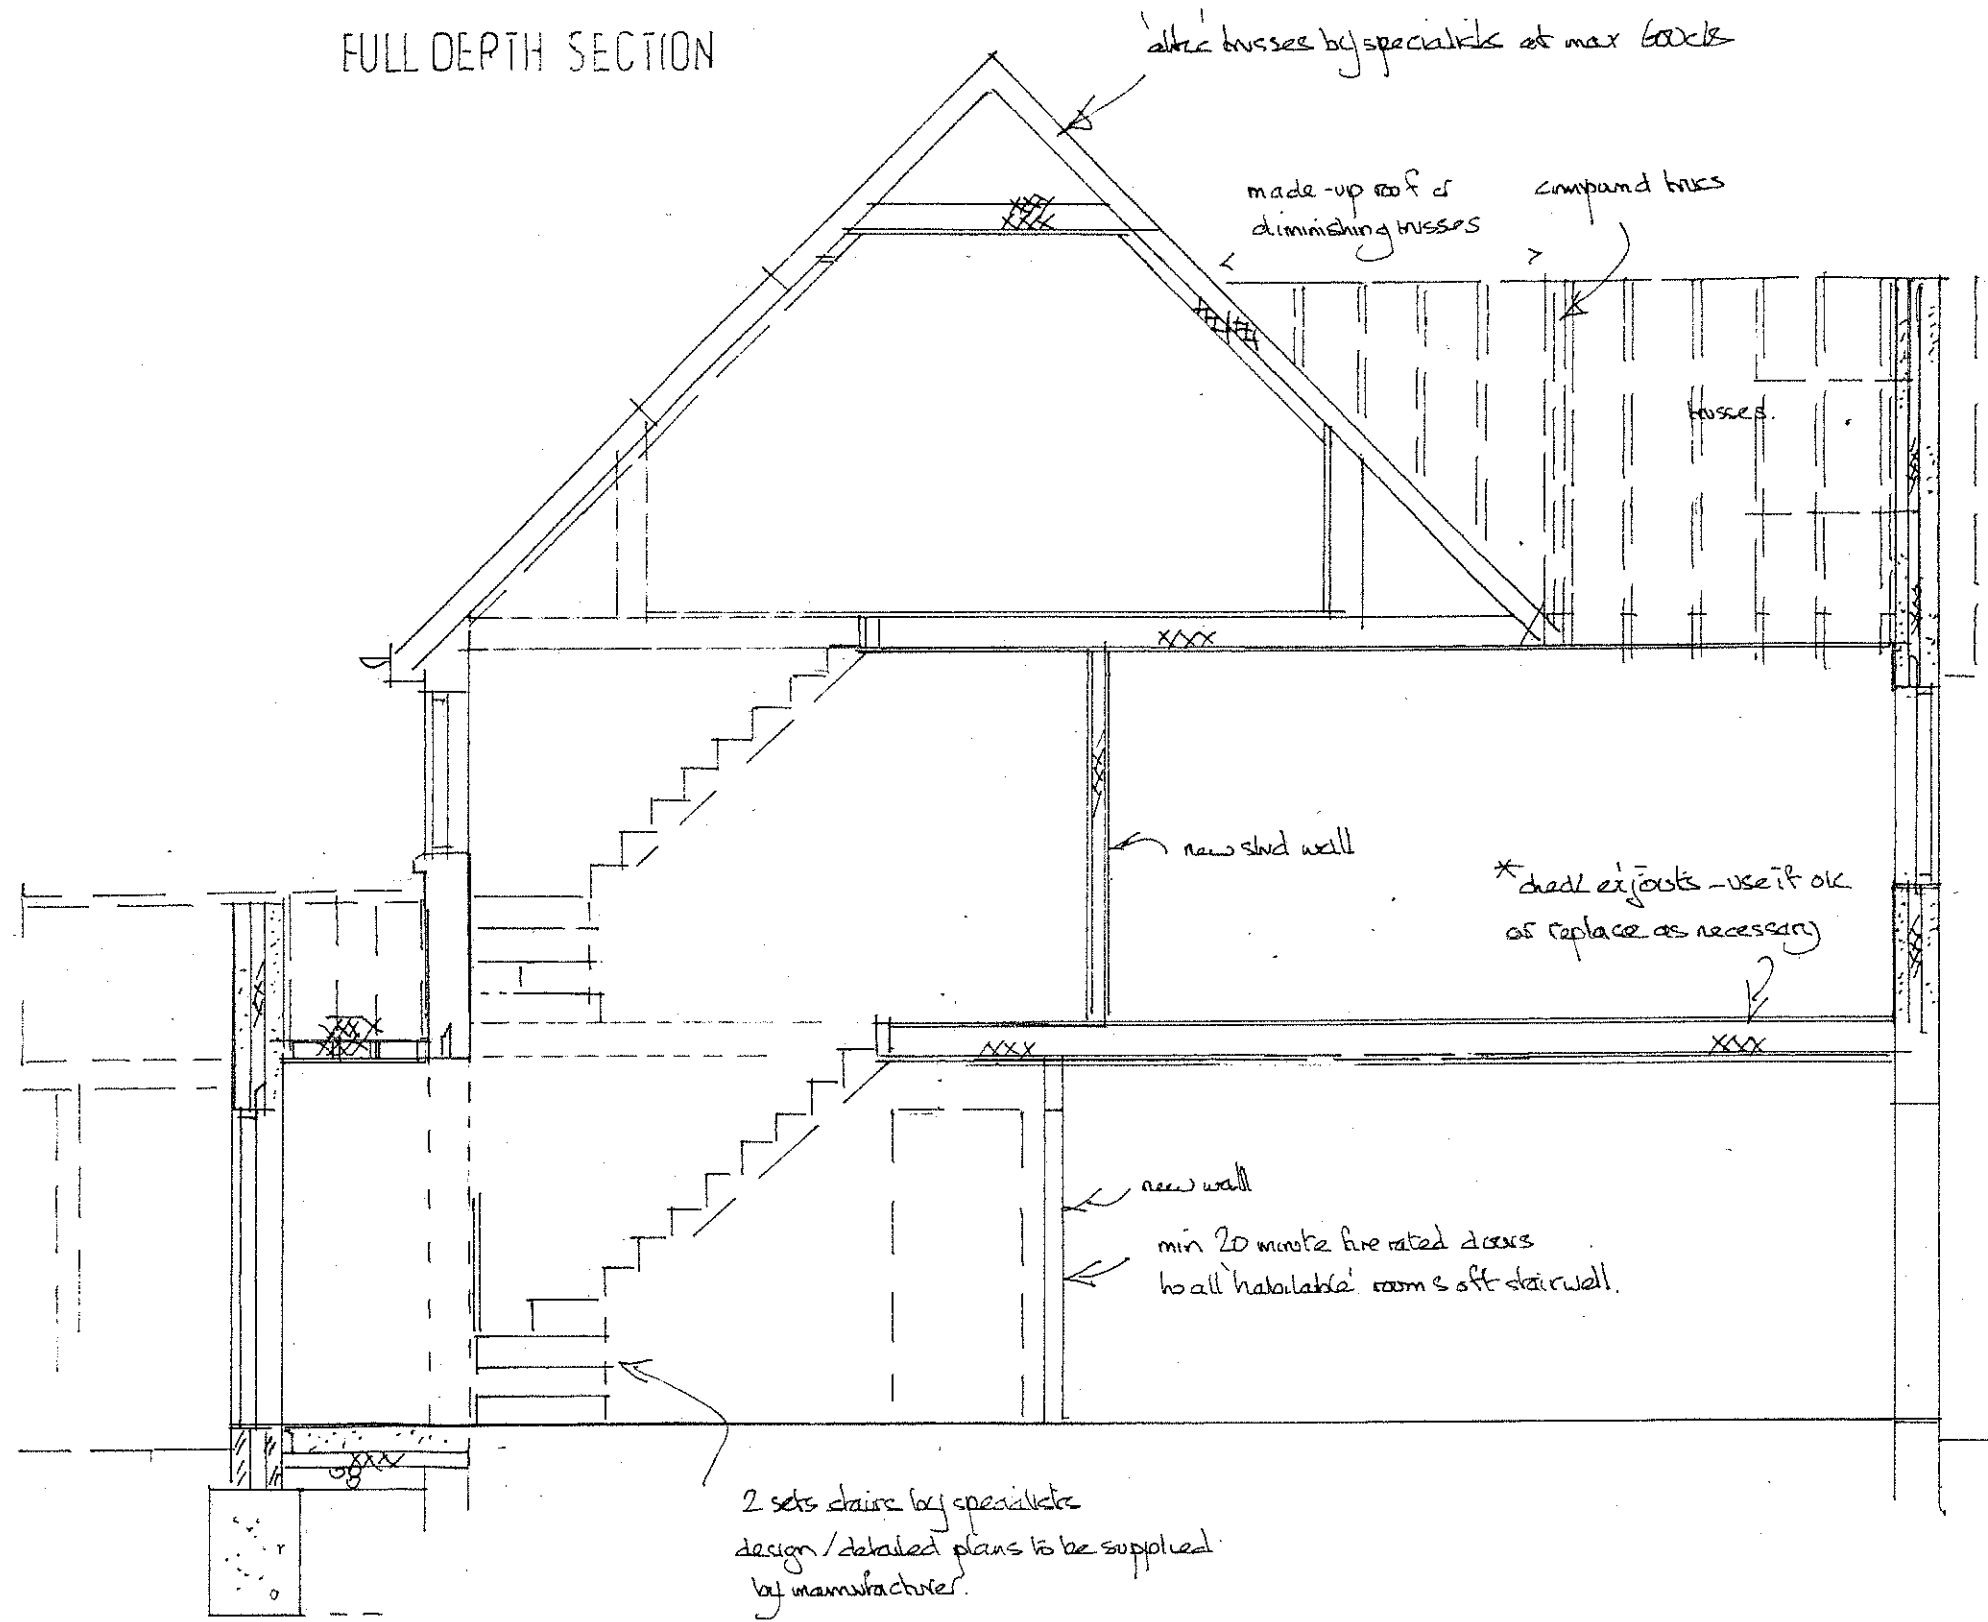 FULL DEPTH SECTION
'attic' trusses by specialists at max 600cls
made-up roof or
diminishing trusses
compound truss
trusses.
new stud wall
* check ex joists - use if ok
or replace as necessary
new wall
min 20 minute fire rated doors
to all 'habitable' rooms off stairwell.
2 sets stairs by specialists
design/detailed plans to be supplied
by manufacturer.